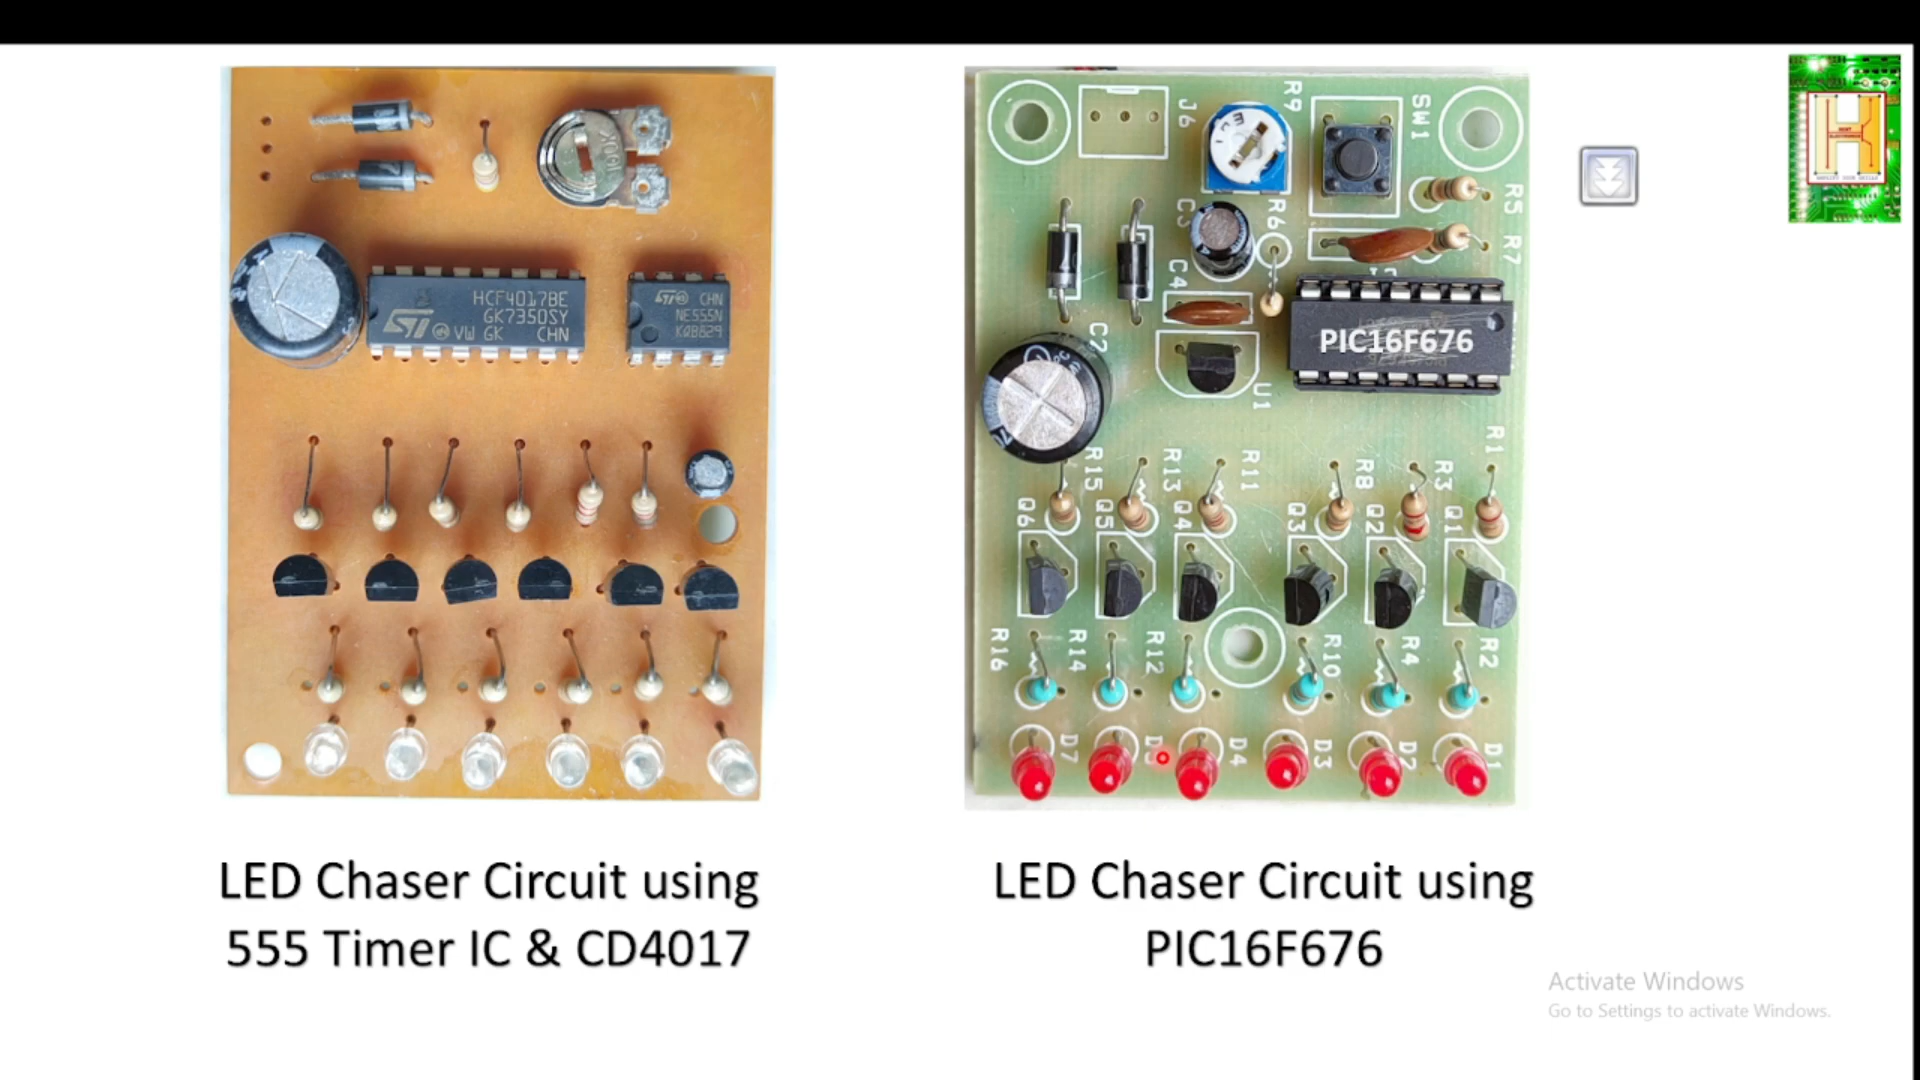 HCF4017BE
GK7350SY
VW GK CHN
CHN
NE555N
K0B829
J6
R9
SW1
R5
C3
R6
R7
C4
C2
U1
PIC16F676
R15
R13
R11
R8
R3
R1
Q6
Q5
Q4
Q3
Q2
Q1
R16
R14
R12
R10
R4
R2
D7
D4
D3
D2
D1
LED Chaser Circuit using
555 Timer IC & CD4017
LED Chaser Circuit using
PIC16F676
Activate Windows
Go to Settings to activate Windows.